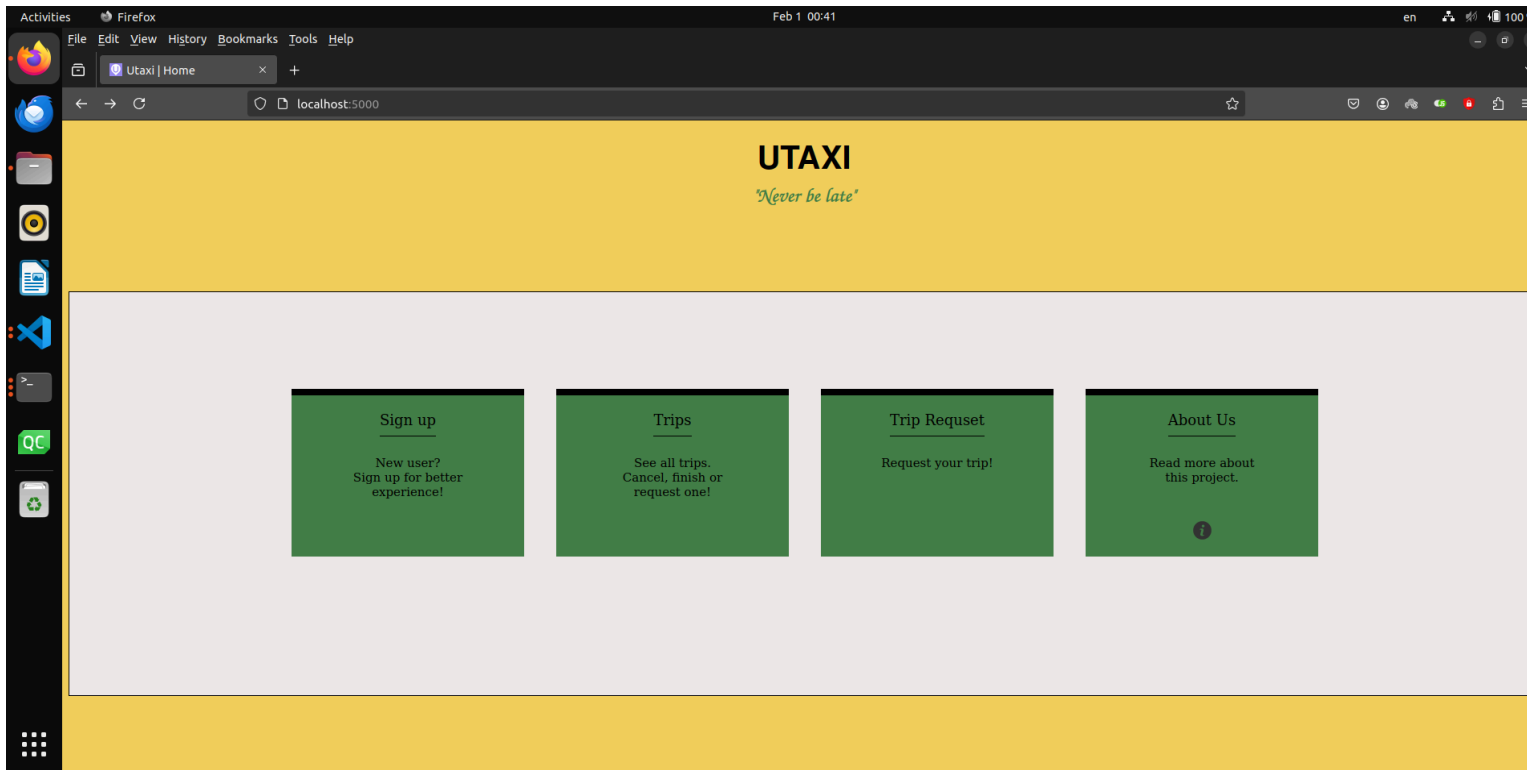 Activities Firefox Feb 1 00:41 en 100
File Edit View History Bookmarks Tools Help
Utaxi | Home
localhost:5000
UTAXI
"Never be late"
Sign up
New user?
Sign up for better
experience!
Trips
See all trips.
Cancel, finish or
request one!
Trip Requset
Request your trip!
About Us
Read more about
this project.
i
>_
QC